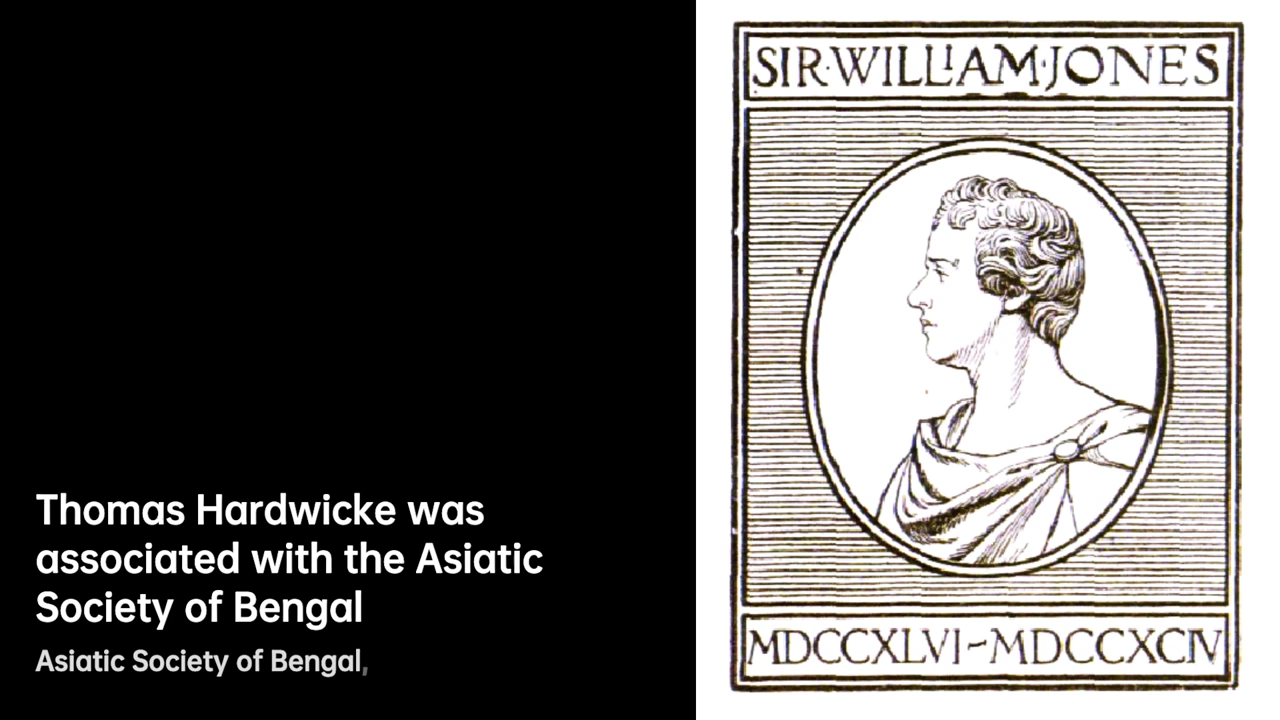 Thomas Hardwicke was
associated with the Asiatic
Society of Bengal
Asiatic Society of Bengal,
SIR·WILLIAM·JONES
MDCCXLVI-MDCCXCIV